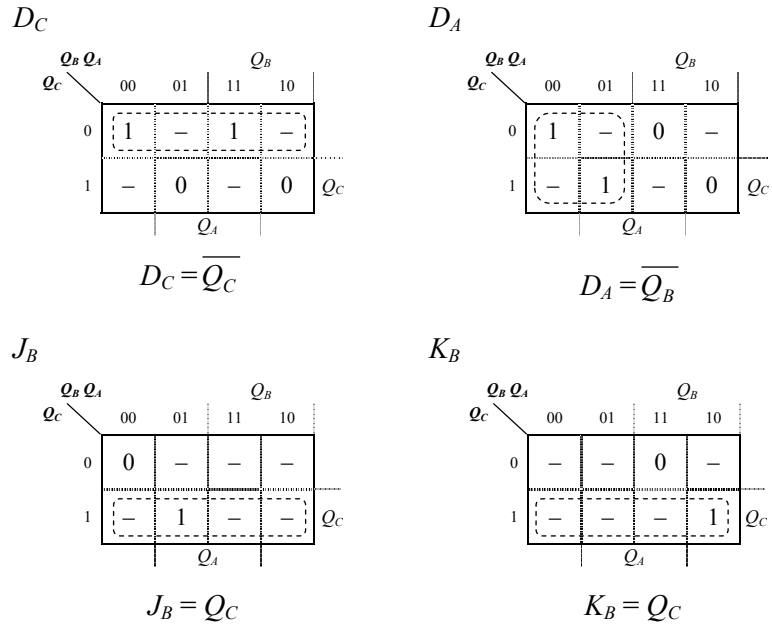 D_C
Q_B Q_A
Q_C
Q_B
00 01 11 10
0 1 – 1 –
1 – 0 – 0 Q_C
Q_A
D_C = \overline{Q_C}
D_A
Q_B Q_A
Q_C
Q_B
00 01 11 10
0 1 – 0 –
1 – 1 – 0 Q_C
Q_A
D_A = \overline{Q_B}
J_B
Q_B Q_A
Q_C
Q_B
00 01 11 10
0 0 – – –
1 – 1 – – Q_C
Q_A
J_B = Q_C
K_B
Q_B Q_A
Q_C
Q_B
00 01 11 10
0 – – 0 –
1 – – – 1 Q_C
Q_A
K_B = Q_C